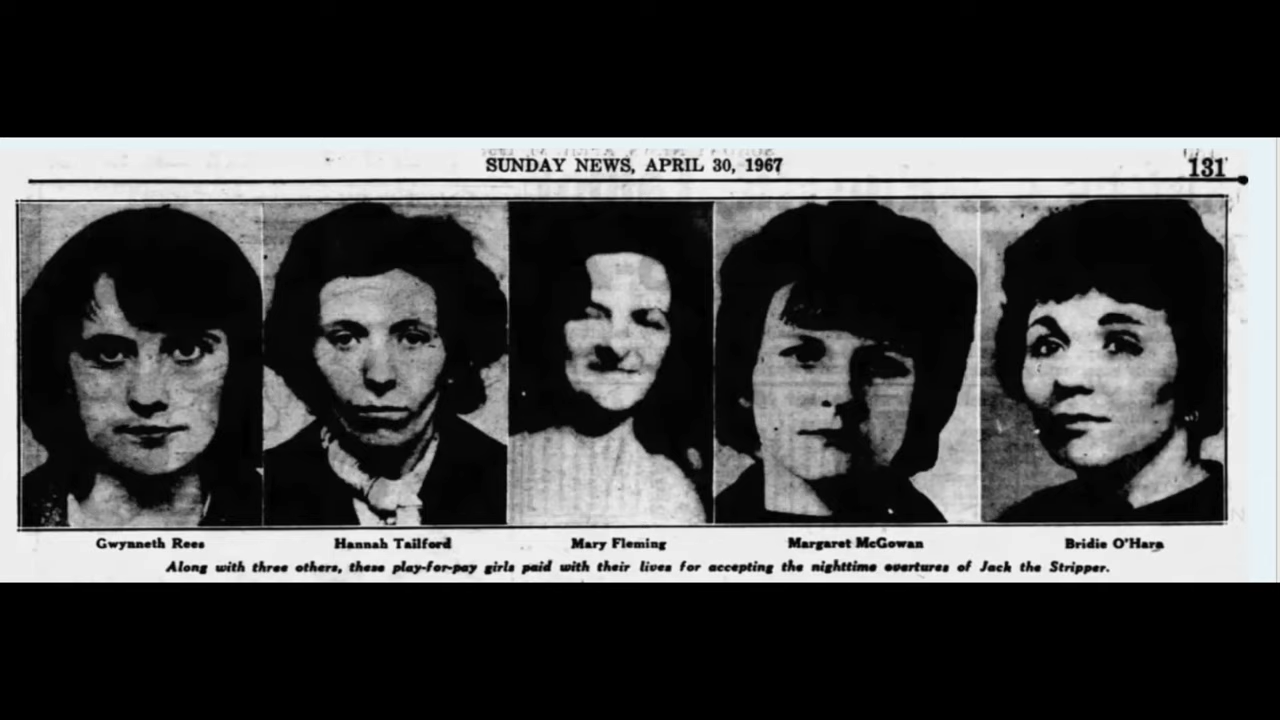 SUNDAY NEWS, APRIL 30, 1967
131
Gwynneth Rees
Hannah Tailford
Mary Fleming
Margaret McGowan
Bridie O'Hara
Along with three others, these play-for-pay girls paid with their lives for accepting the nighttime overtures of Jack the Stripper.